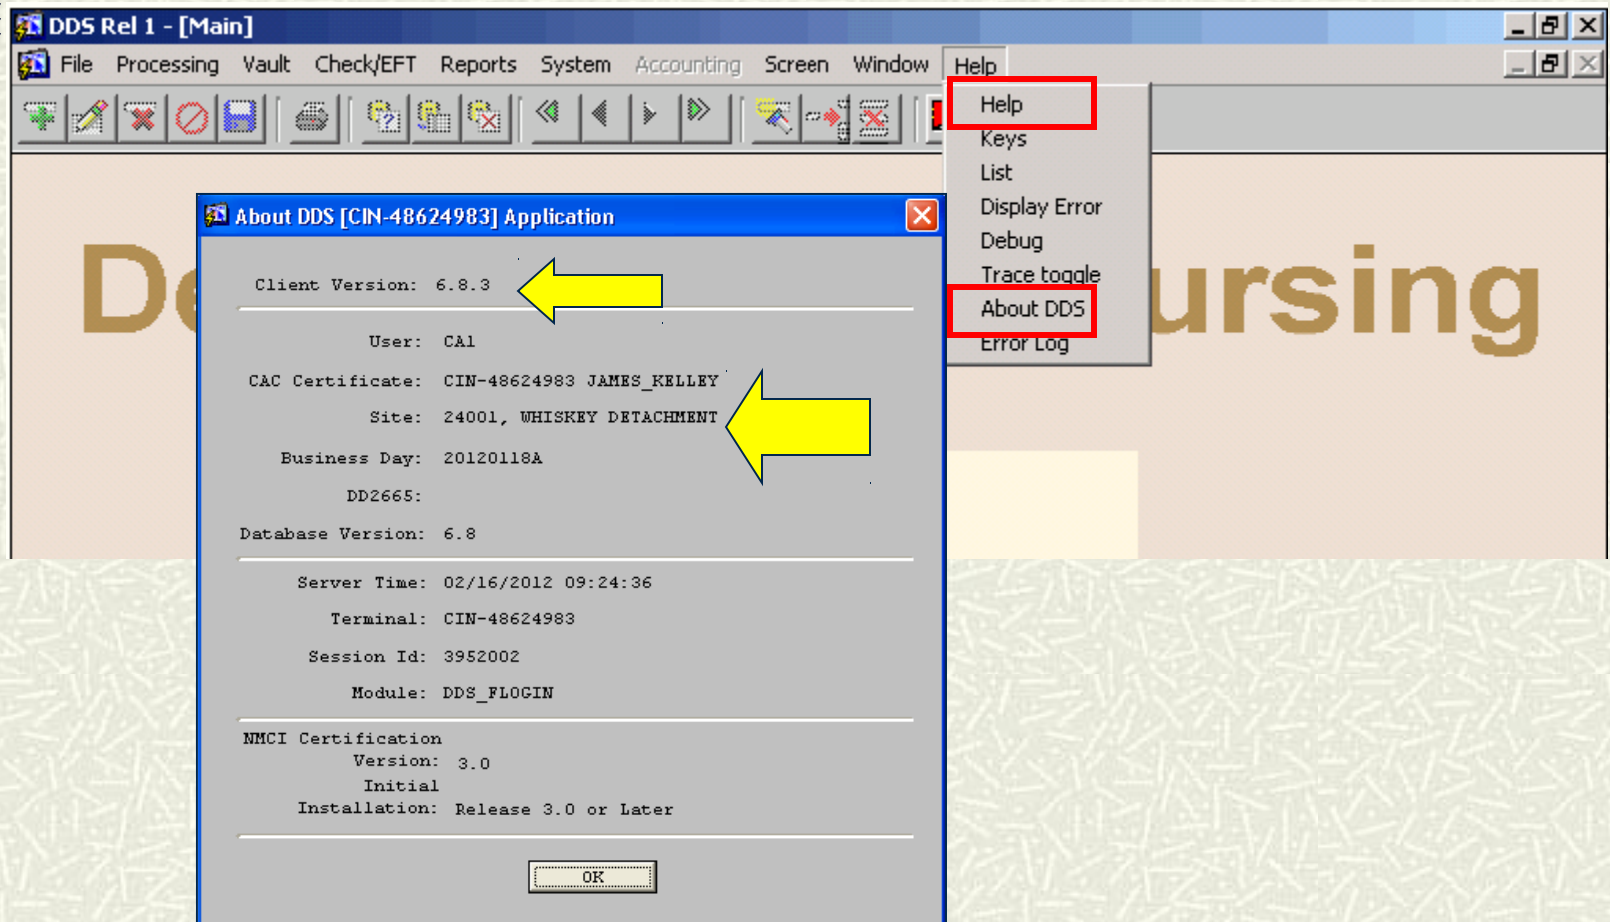 DDS Rel 1 - [Main]
File Processing Vault Check/EFT Reports System Accounting Screen Window Help
Help
Keys
List
Display Error
Debug
Trace toggle
About DDS
Error Log
De ursing
About DDS [CIN-48624983] Application
Client Version: 6.8.3
User: CA1
CAC Certificate: CIN-48624983 JAMES_KELLEY
Site: 24001, WHISKEY DETACHMENT
Business Day: 20120118A
DD2665:
Database Version: 6.8
Server Time: 02/16/2012 09:24:36
Terminal: CIN-48624983
Session Id: 3952002
Module: DDS_FLOGIN
NMCI Certification
Version: 3.0
Initial
Installation: Release 3.0 or Later
OK